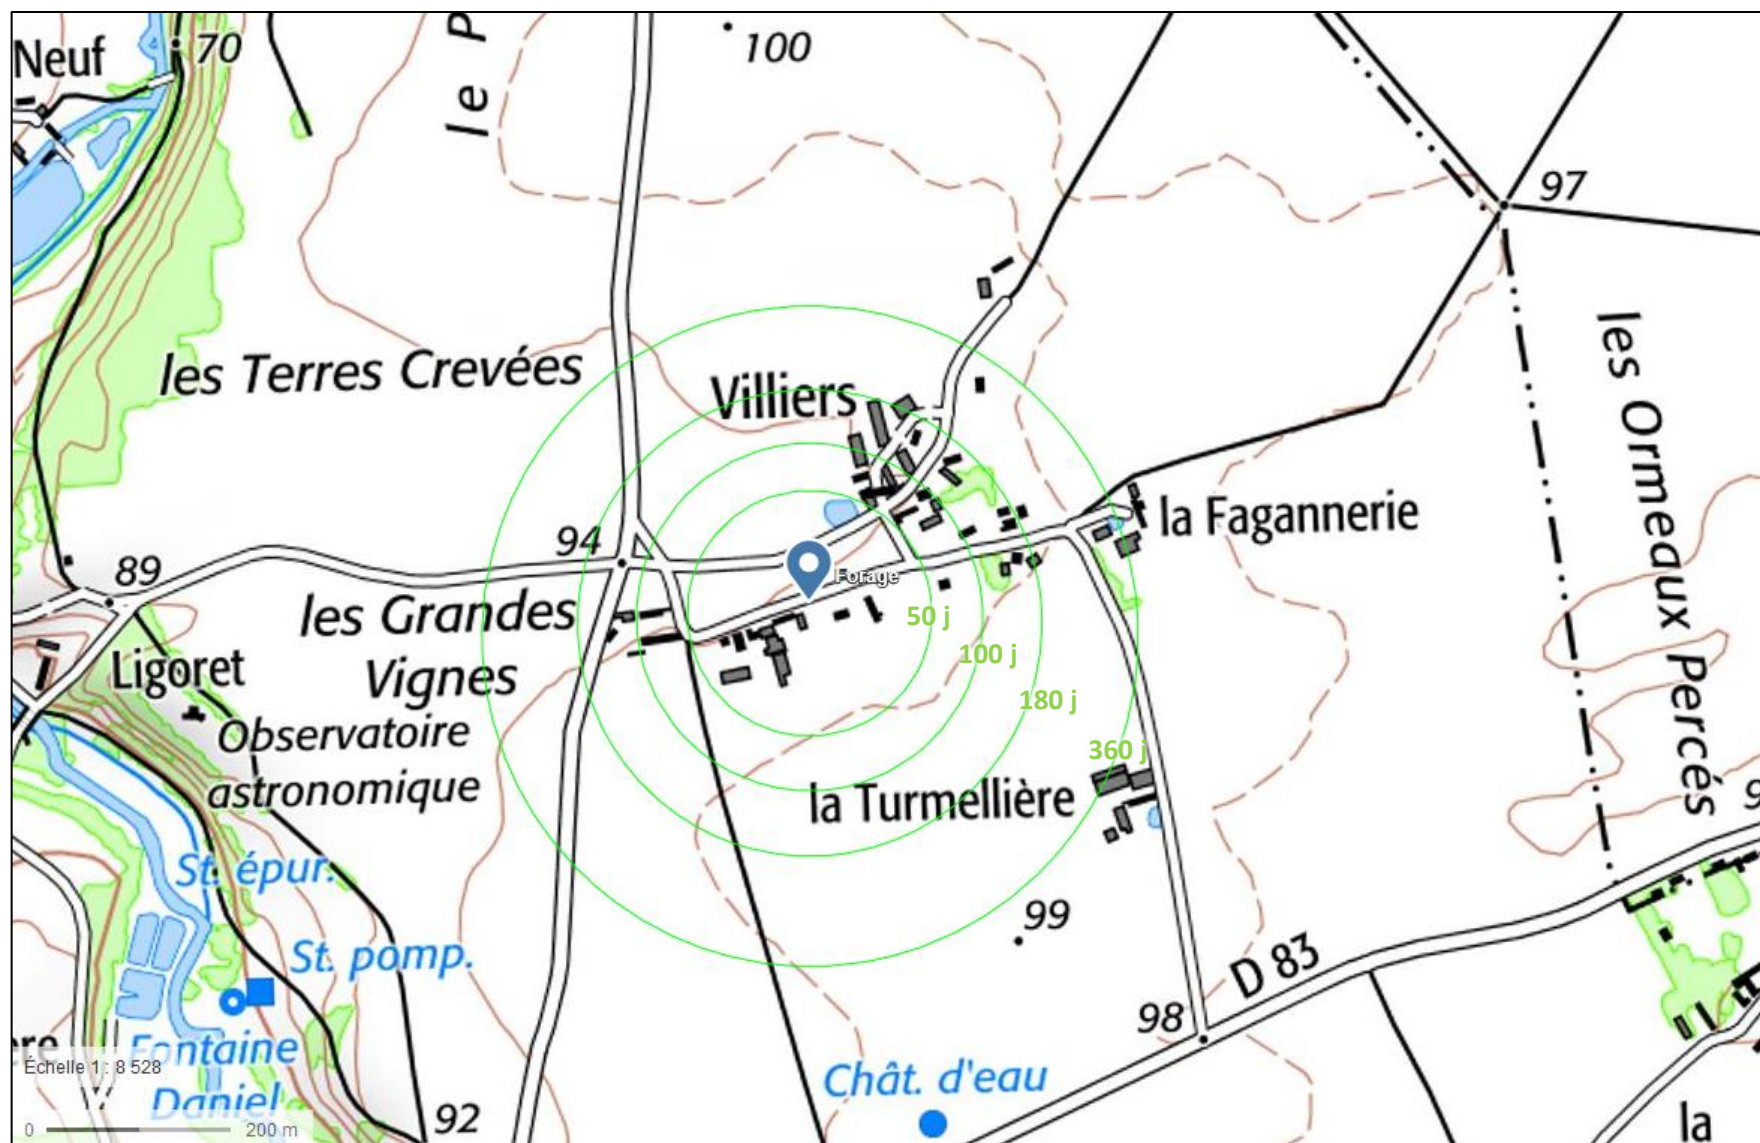 Neuf
70
le P
100
97
les Terres Crevées
Villiers
les Ormeaux Percés
94
la Fagannerie
89
Forage
les Grandes
Vignes
50 j
100 j
180 j
360 j
Ligoret
Observatoire
astronomique
la Turmellière
9
St. épur.
99
St. pomp.
D 83
98
Fontaine
Daniel
Échelle 1 : 8 528
Chât. d'eau
92
la
0 200 m